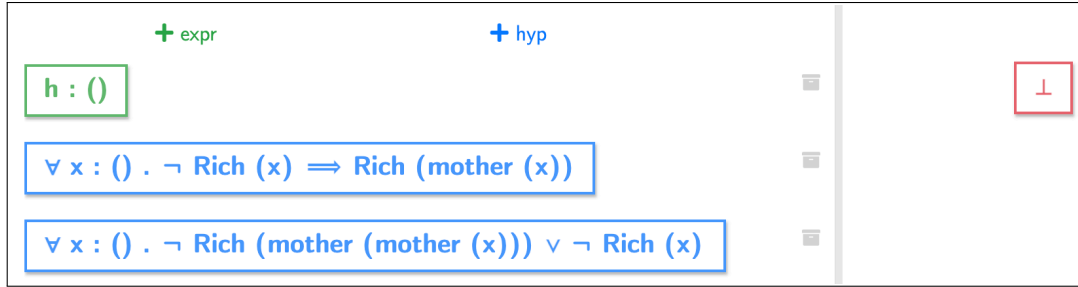 + expr + hyp
h : ()
⊥
∀ x : () . ¬ Rich (x) ⟹ Rich (mother (x))
∀ x : () . ¬ Rich (mother (mother (x))) ∨ ¬ Rich (x)